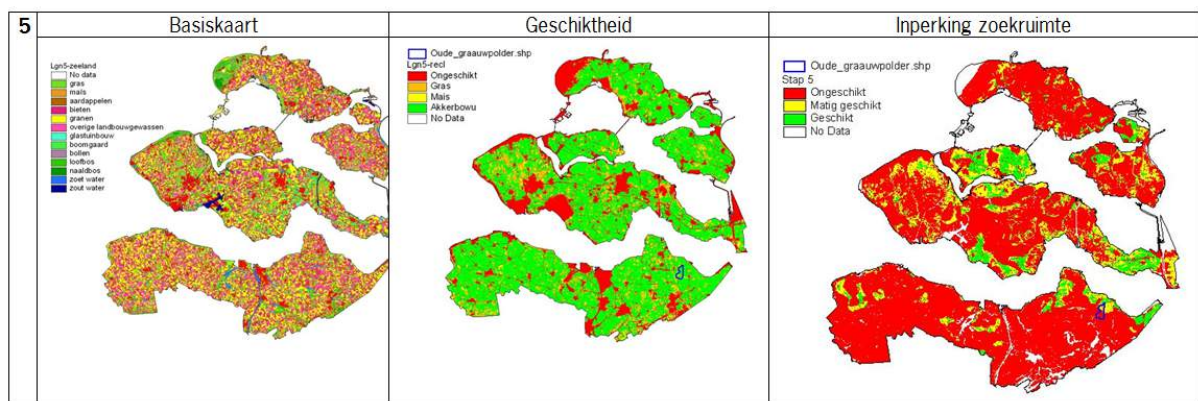 5
Basiskaart
Geschiktheid
Inperking zoekruimte
Lgn5-zeeland
No data
gras
maïs
aardappelen
bieten
granen
overige landbouwgewassen
glastuinbouw
boomgaard
bollen
loofbos
naaldbos
zoet water
zout water
Oude_graauwpolder.shp
Lgn5-recl
Ongeschikt
Gras
Mais
Akkerbowu
No Data
Oude_graauwpolder.shp
Stap 5
Ongeschikt
Matig geschikt
Geschikt
No Data